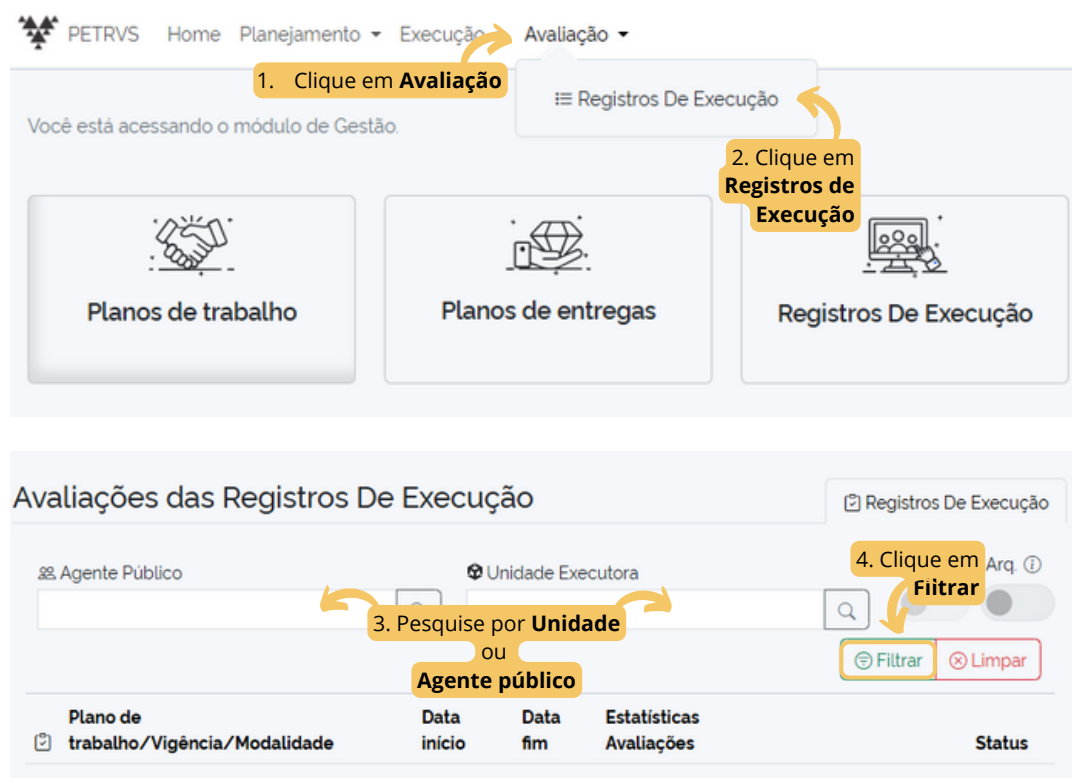 PETRVS Home Planejamento Execução Avaliação
1. Clique em Avaliação
Registros De Execução
Você está acessando o módulo de Gestão.
2. Clique em
Registros de
Execução
Planos de trabalho
Planos de entregas
Registros De Execução
Avaliações das Registros De Execução
Registros De Execução
Agente Público
Unidade Executora
4. Clique em
Fiitrar
Arq.
3. Pesquise por Unidade
ou
Agente público
Filtrar
Limpar
Plano de
trabalho/Vigência/Modalidade
Data
início
Data
fim
Estatísticas
Avaliações
Status